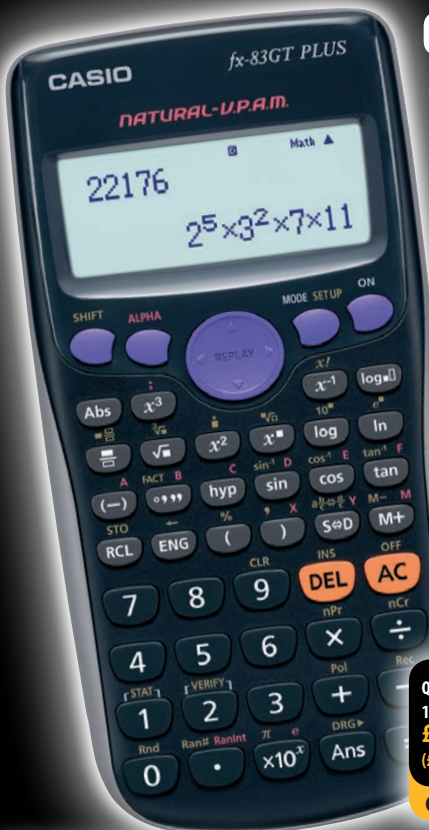 CASIO fx-83GT PLUS
NATURAL-V.P.A.M.
D Math ▲
22176
2⁵×3²×7×11
SHIFT ALPHA MODE SETUP ON
REPLAY
: x!
Abs x³ x⁻¹ log
³√ 10 e
√ x² x log ln
A FACT B C sin⁻¹ D cos⁻¹ E tan⁻¹ F
(−) °,,, hyp sin cos tan
STO ← % , X Y M− M
RCL ENG ( ) S⇔D M+
CLR INS OFF
7 8 9 DEL AC
nPr nCr
4 5 6 × ÷
STAT VERIFY Pol Rec
1 2 3 +
Rnd Ran# RanInt π e DRG▶
0 • ×10ˣ Ans =
Q
1
£
(£